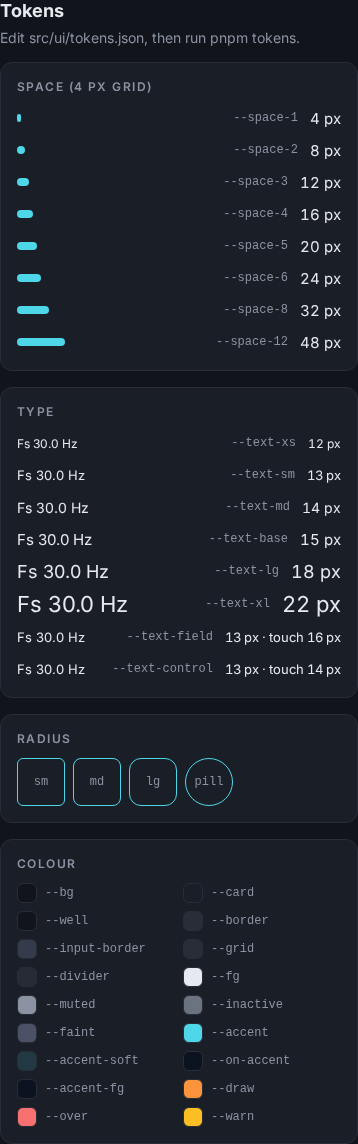 Tokens
Edit src/ui/tokens.json, then run pnpm tokens.
SPACE (4 PX GRID)
--space-1 4 px
--space-2 8 px
--space-3 12 px
--space-4 16 px
--space-5 20 px
--space-6 24 px
--space-8 32 px
--space-12 48 px
TYPE
Fs 30.0 Hz --text-xs 12 px
Fs 30.0 Hz --text-sm 13 px
Fs 30.0 Hz --text-md 14 px
Fs 30.0 Hz --text-base 15 px
Fs 30.0 Hz --text-lg 18 px
Fs 30.0 Hz --text-xl 22 px
Fs 30.0 Hz --text-field 13 px · touch 16 px
Fs 30.0 Hz --text-control 13 px · touch 14 px
RADIUS
sm md lg pill
COLOUR
--bg --card
--well --border
--input-border --grid
--divider --fg
--muted --inactive
--faint --accent
--accent-soft --on-accent
--accent-fg --draw
--over --warn